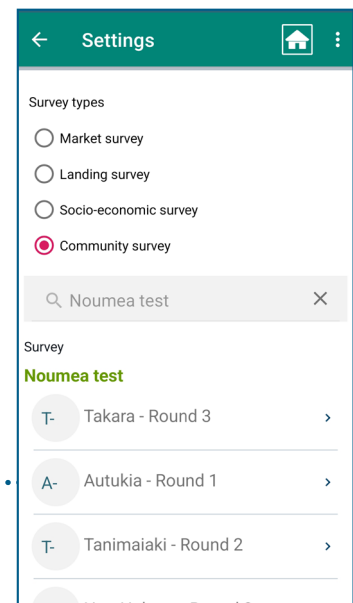 Settings
Survey types
Market survey
Landing survey
Socio-economic survey
Community survey
Noumea test
Survey
Noumea test
T-
Takara - Round 3
A-
Autukia - Round 1
T-
Tanimaiaki - Round 2